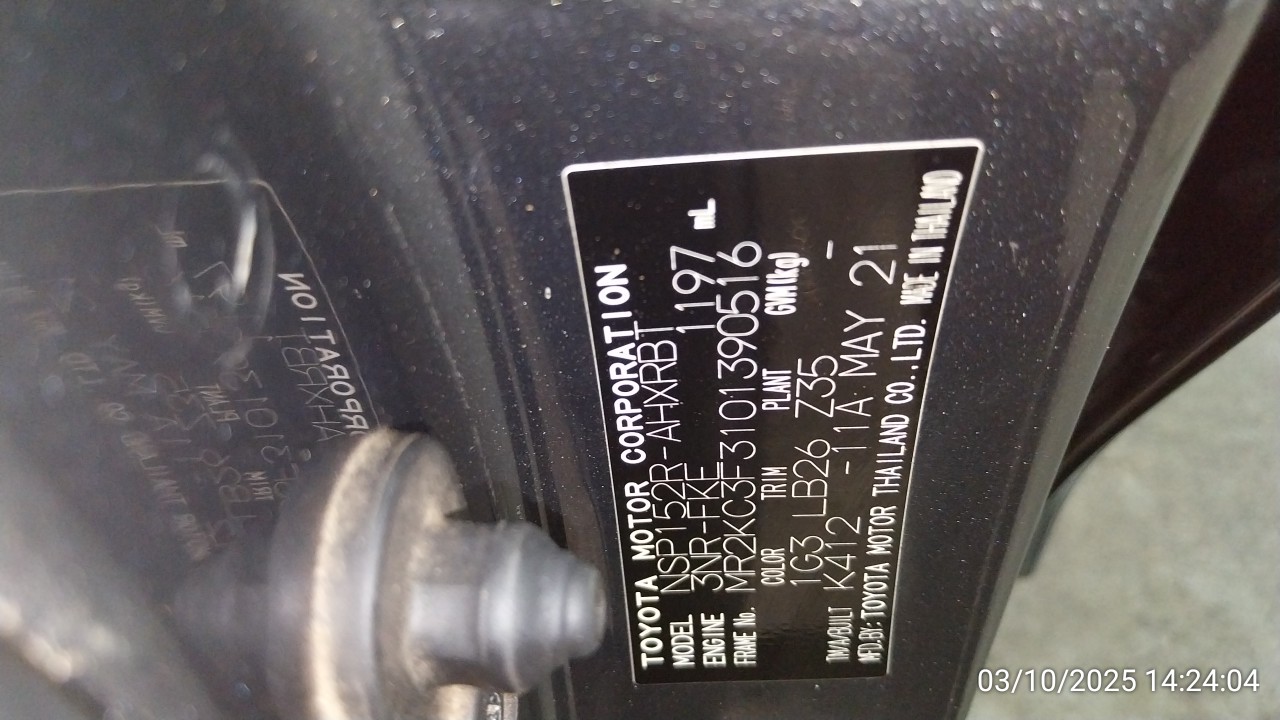 TOYOTA MOTOR CORPORATION
MODEL NSP152R-AHXRBT
ENGINE 3NR-FKE 1197 mL
FRAME No. MR2KC3F3101390516
COLOR TRIM PLANT GVM(kg)
1G3 LB26 Z35 -
T/M/A/BUILT K412 -11A MAY 21
MFD.BY: TOYOTA MOTOR THAILAND CO.,LTD. MADE IN THAILAND
03/10/2025 14:24:04